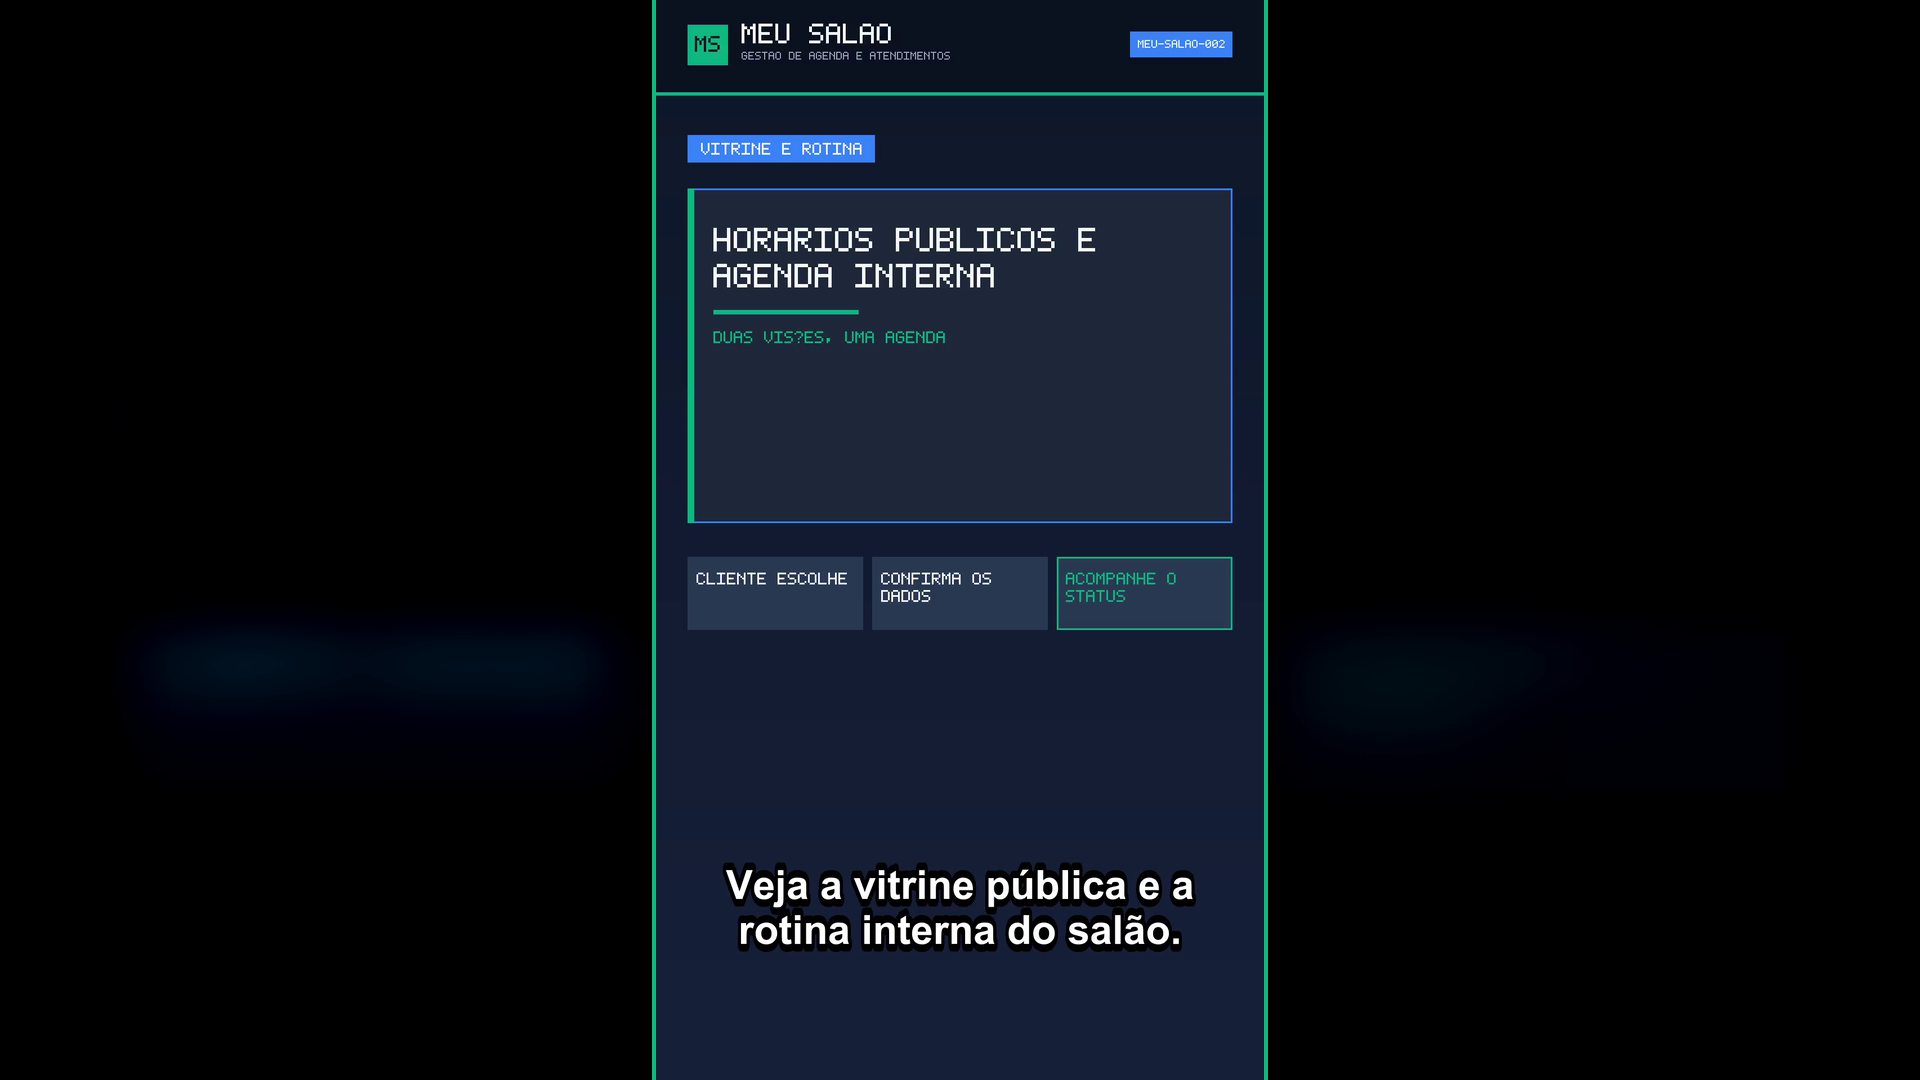 MS
MEU SALAO
GESTAO DE AGENDA E ATENDIMENTOS
MEU-SALAO-002
VITRINE E ROTINA
HORARIOS PUBLICOS E
AGENDA INTERNA
DUAS VIS?ES, UMA AGENDA
CLIENTE ESCOLHE
CONFIRMA OS
DADOS
ACOMPANHE O
STATUS
Veja a vitrine pública e a
rotina interna do salão.